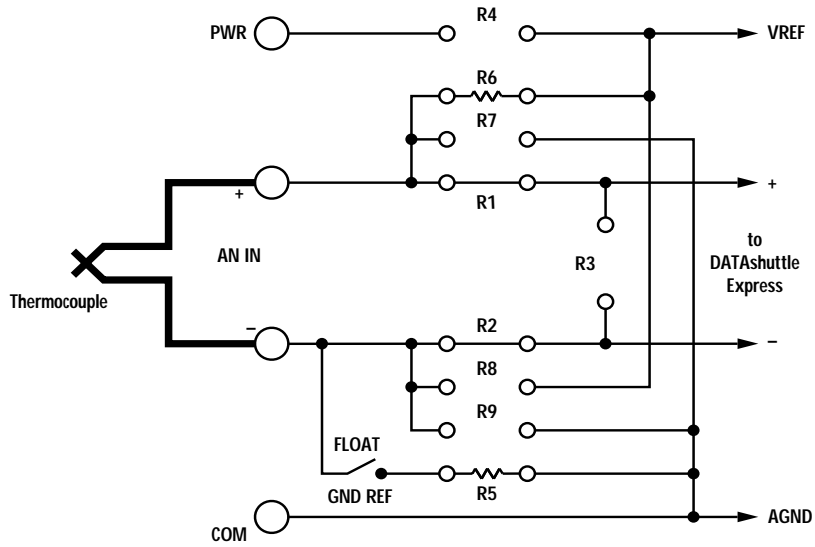 PWR
R4
VREF
R6
R7
+
R1
+
AN IN
R3
to
DATAshuttle
Express
Thermocouple
–
R2
–
R8
R9
FLOAT
GND REF
R5
COM
AGND